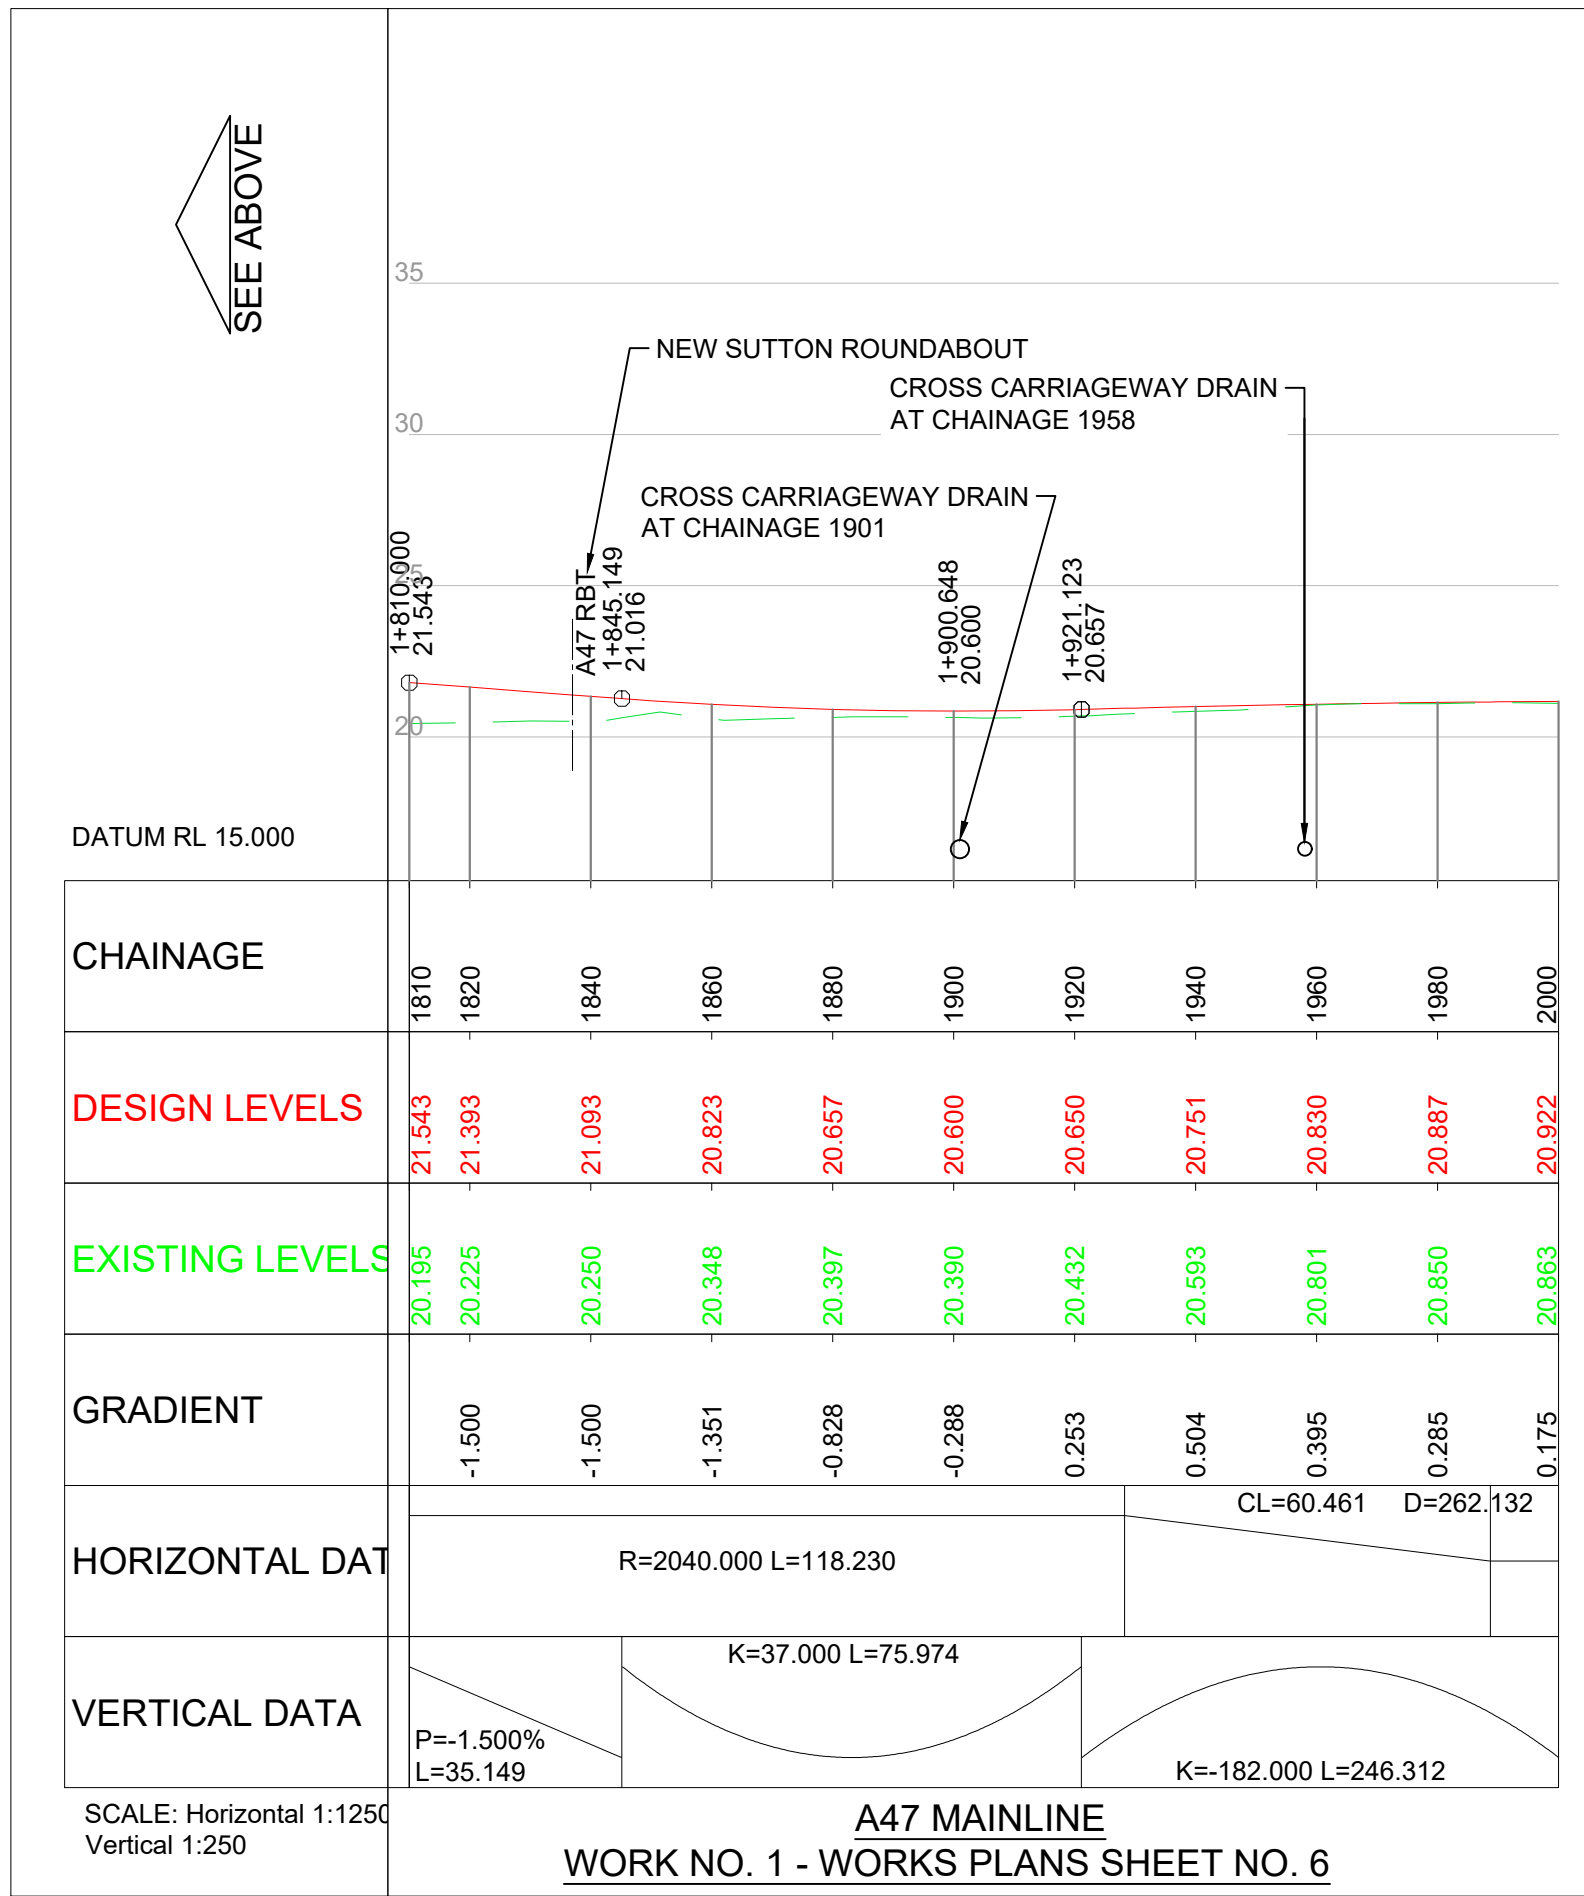 SEE ABOVE
35
NEW SUTTON ROUNDABOUT
CROSS CARRIAGEWAY DRAIN
AT CHAINAGE 1958
30
CROSS CARRIAGEWAY DRAIN
AT CHAINAGE 1901
25
1+810.000
21.543
A47 RBT
1+845.149
21.016
1+900.648
20.600
1+921.123
20.657
20
DATUM RL 15.000
CHAINAGE
1810 1820 1840 1860 1880 1900 1920 1940 1960 1980 2000
DESIGN LEVELS
21.543 21.393 21.093 20.823 20.657 20.600 20.650 20.751 20.830 20.887 20.922
EXISTING LEVELS
20.195 20.225 20.250 20.348 20.397 20.390 20.432 20.593 20.801 20.850 20.863
GRADIENT
-1.500 -1.500 -1.351 -0.828 -0.288 0.253 0.504 0.395 0.285 0.175
HORIZONTAL DAT
R=2040.000 L=118.230
CL=60.461 D=262.132
VERTICAL DATA
P=-1.500%
L=35.149
K=37.000 L=75.974
K=-182.000 L=246.312
SCALE: Horizontal 1:1250
Vertical 1:250
A47 MAINLINE
WORK NO. 1 - WORKS PLANS SHEET NO. 6